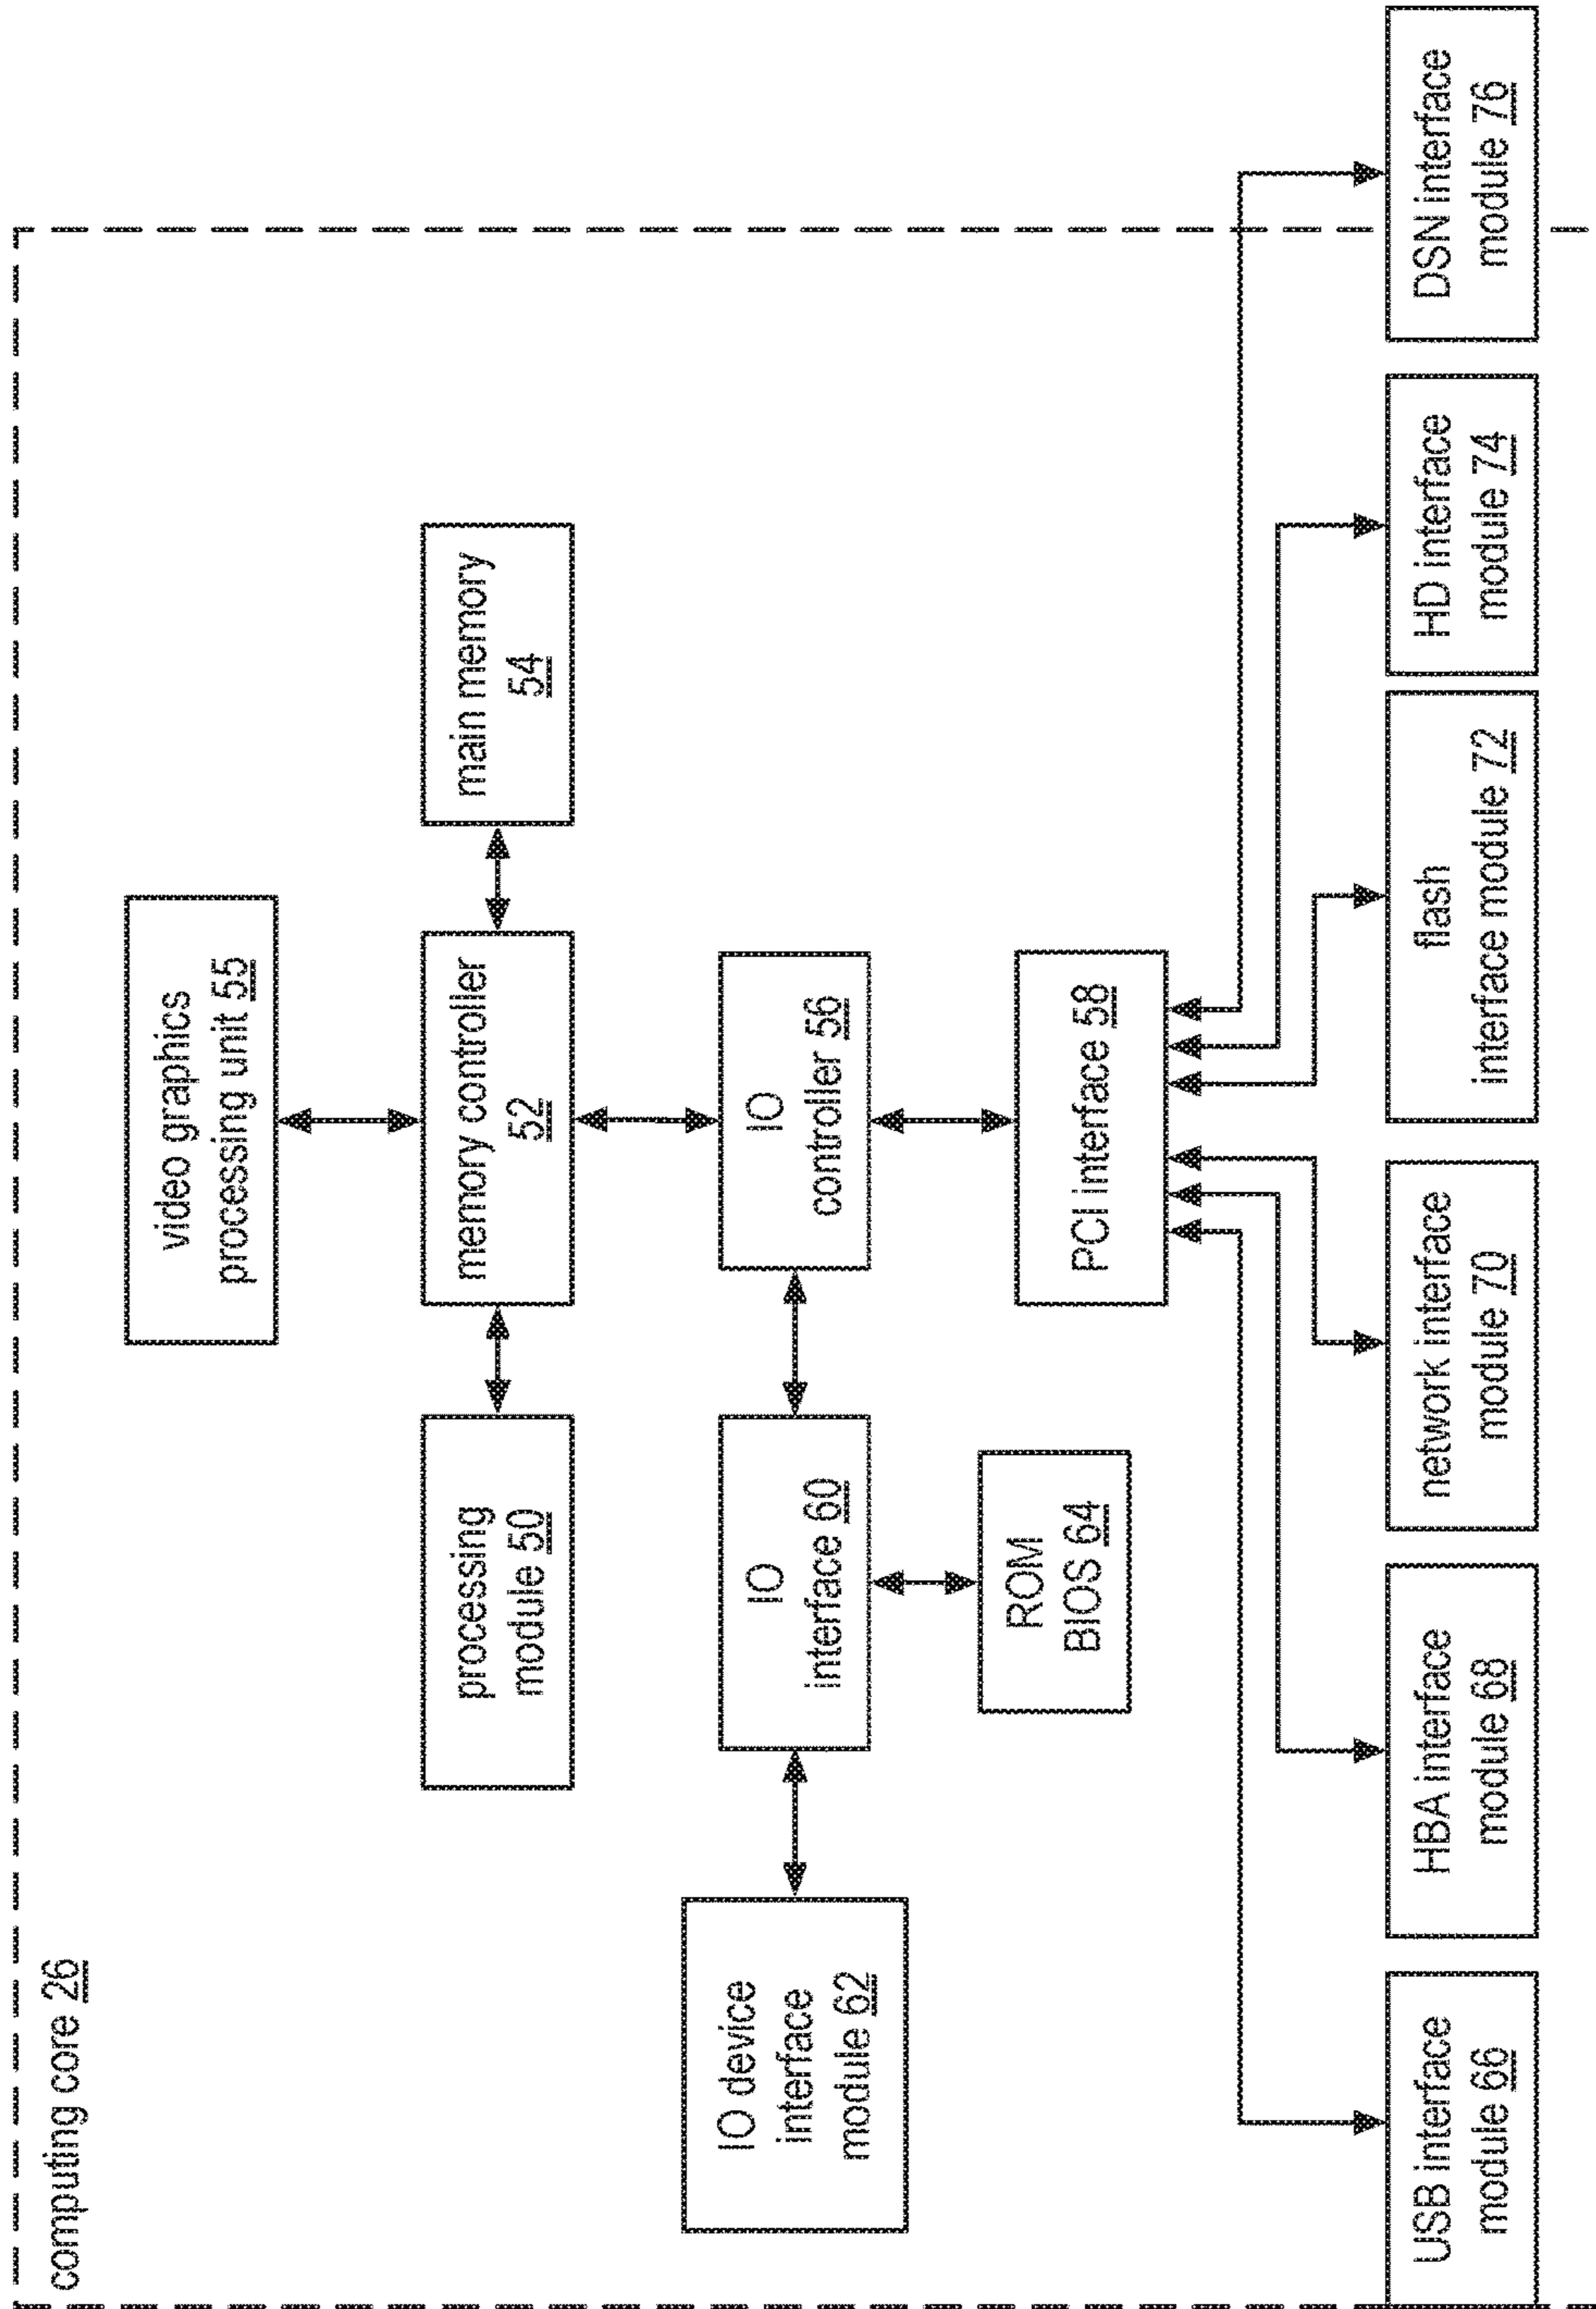 computing core 26
video graphics
processing unit 55
processing
module 50
memory controller
52
main memory
54
IO device
interface
module 62
IO
interface 60
IO
controller 56
ROM
BIOS 64
PCI interface 58
USB interface
module 66
HBA interface
module 68
network interface
module 70
flash
interface module 72
HD interface
module 74
DSN interface
module 76